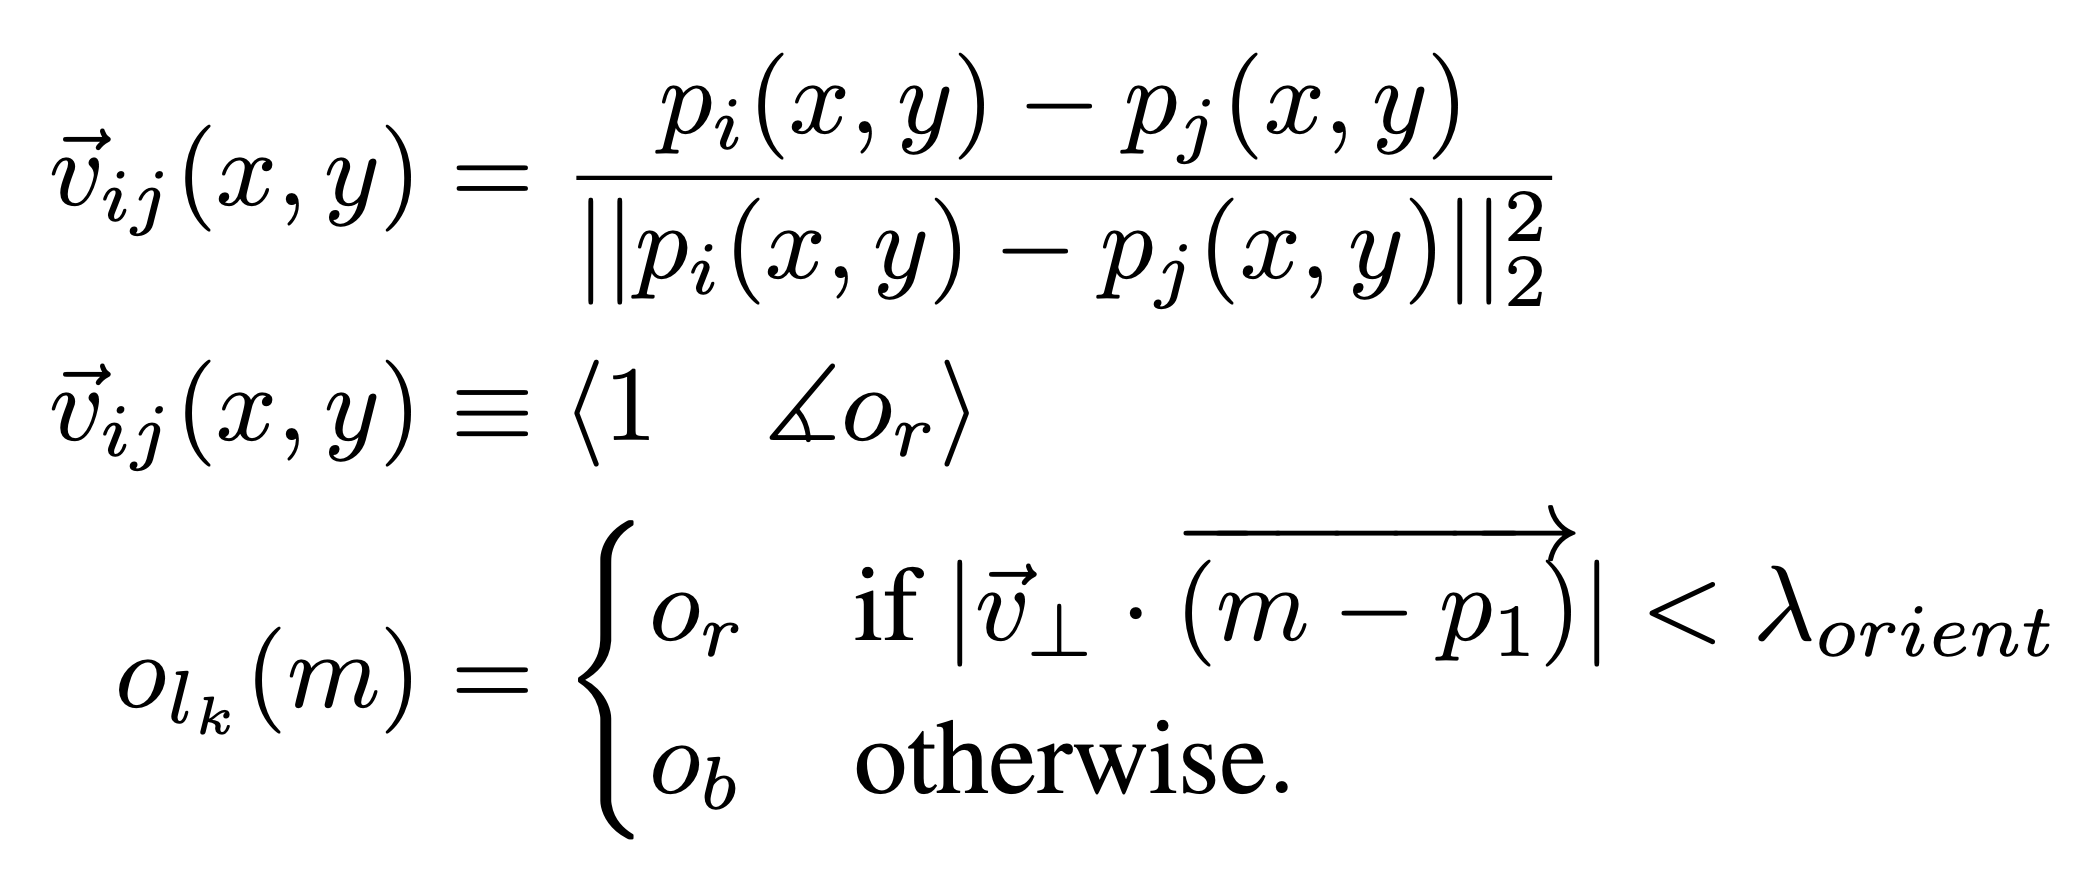 \vec{v}_{ij}(x,y) = \frac{p_i(x,y) - p_j(x,y)}{||p_i(x,y) - p_j(x,y)||_2^2}
\vec{v}_{ij}(x,y) \equiv \langle 1 \quad \measuredangle o_r \rangle
o_{l_k}(m) = \begin{cases} o_r & \text{if } |\vec{v}_{\perp} \cdot \overrightarrow{(m - p_1)}| < \lambda_{orient} \\ o_b & \text{otherwise.} \end{cases}